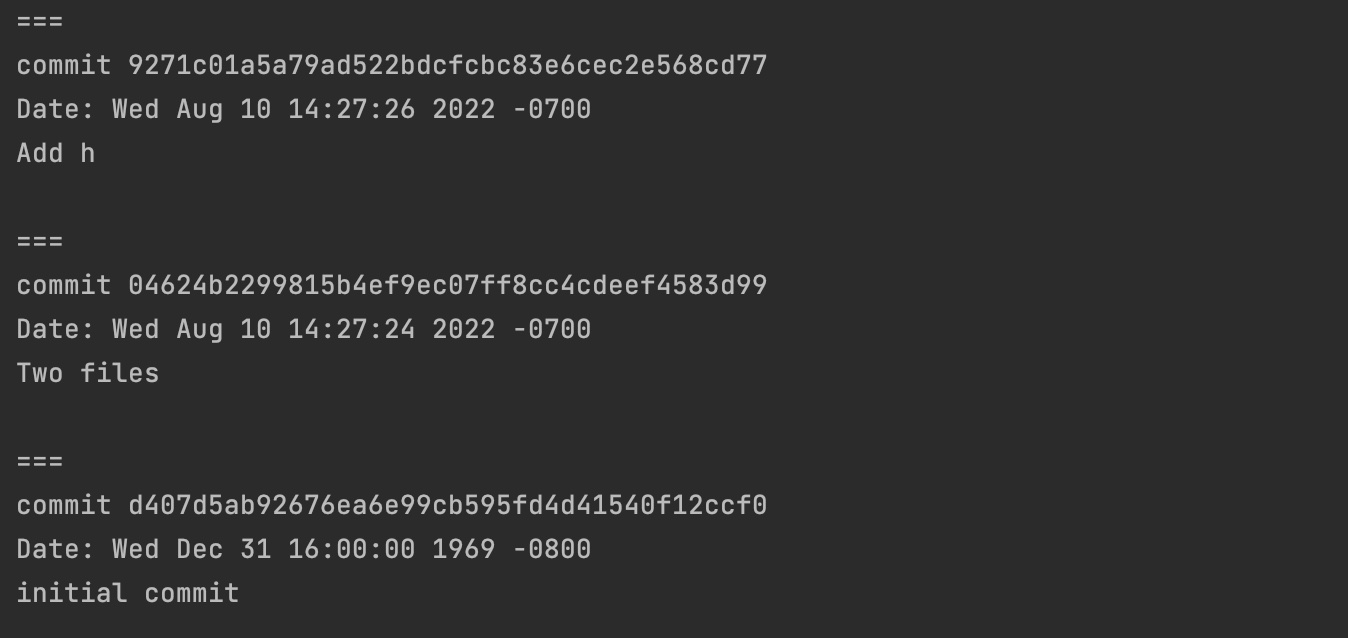 ===
commit 9271c01a5a79ad522bdcfcbc83e6cec2e568cd77
Date: Wed Aug 10 14:27:26 2022 -0700
Add h

===
commit 04624b2299815b4ef9ec07ff8cc4cdeef4583d99
Date: Wed Aug 10 14:27:24 2022 -0700
Two files

===
commit d407d5ab92676ea6e99cb595fd4d41540f12ccf0
Date: Wed Dec 31 16:00:00 1969 -0800
initial commit